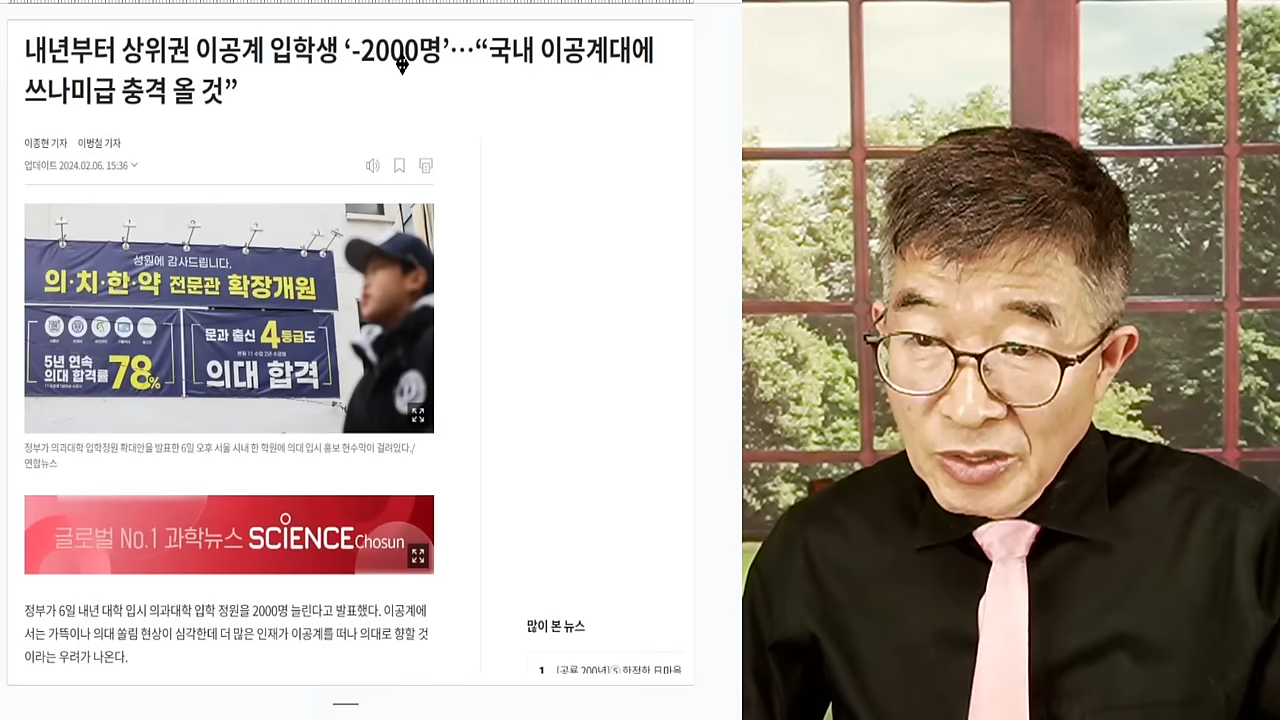 내년부터 상위권 이공계 입학생 ‘-2000명’…“국내 이공계대에
쓰나미급 충격 올 것”
이종현 기자 이병철 기자
업데이트 2024.02.06. 15:36
성원에 감사드립니다.
의·치·한·약 전문관 확장개원
5년 연속
의대 합격률 78%
문과 출신 4등급도
의대 합격
정부가 의과대학 입학정원 확대안을 발표한 6일 오후 서울 시내 한 학원에 의대 입시 홍보 현수막이 걸려있다./
연합뉴스
글로벌 No.1 과학뉴스 SCIENCE Chosun
정부가 6일 내년 대학 입시 의과대학 입학 정원을 2000명 늘린다고 발표했다. 이공계에
서는 가뜩이나 의대 쏠림 현상이 심각한데 더 많은 인재가 이공계를 떠나 의대로 향할 것
이라는 우려가 나온다.
많이 본 뉴스
1 [공룡 200년]⑤